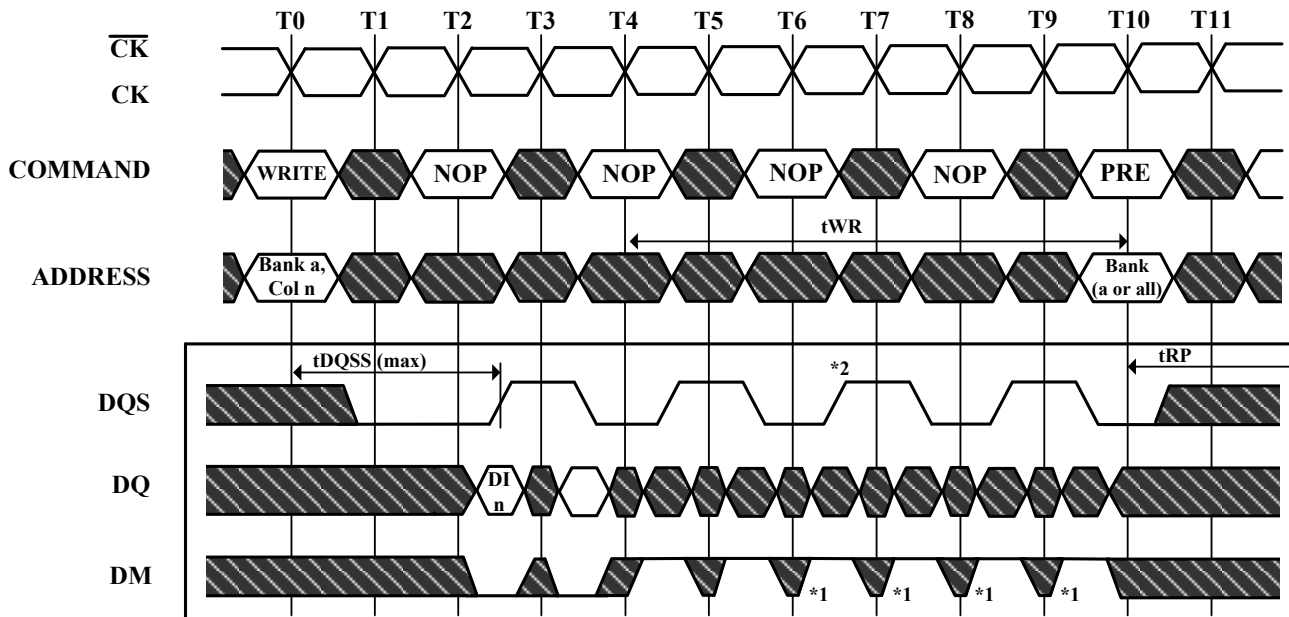 T0 T1 T2 T3 T4 T5 T6 T7 T8 T9 T10 T11
CK
CK
COMMAND
WRITE NOP NOP NOP NOP PRE
tWR
ADDRESS
Bank a,
Col n
Bank
(a or all)
tDQSS (max)
*2
tRP
DQS
DQ
DI
n
DM
*1 *1 *1 *1